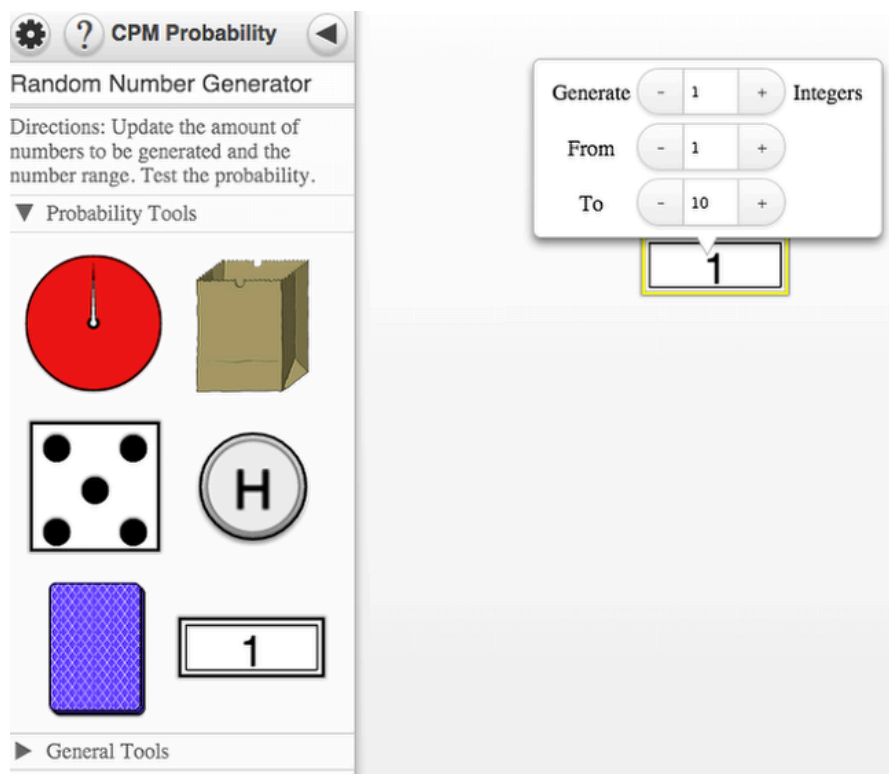 ? CPM Probability
Random Number Generator
Directions: Update the amount of
numbers to be generated and the
number range. Test the probability.
Probability Tools
H
1
General Tools
Generate - 1 + Integers
From - 1 +
To - 10 +
1